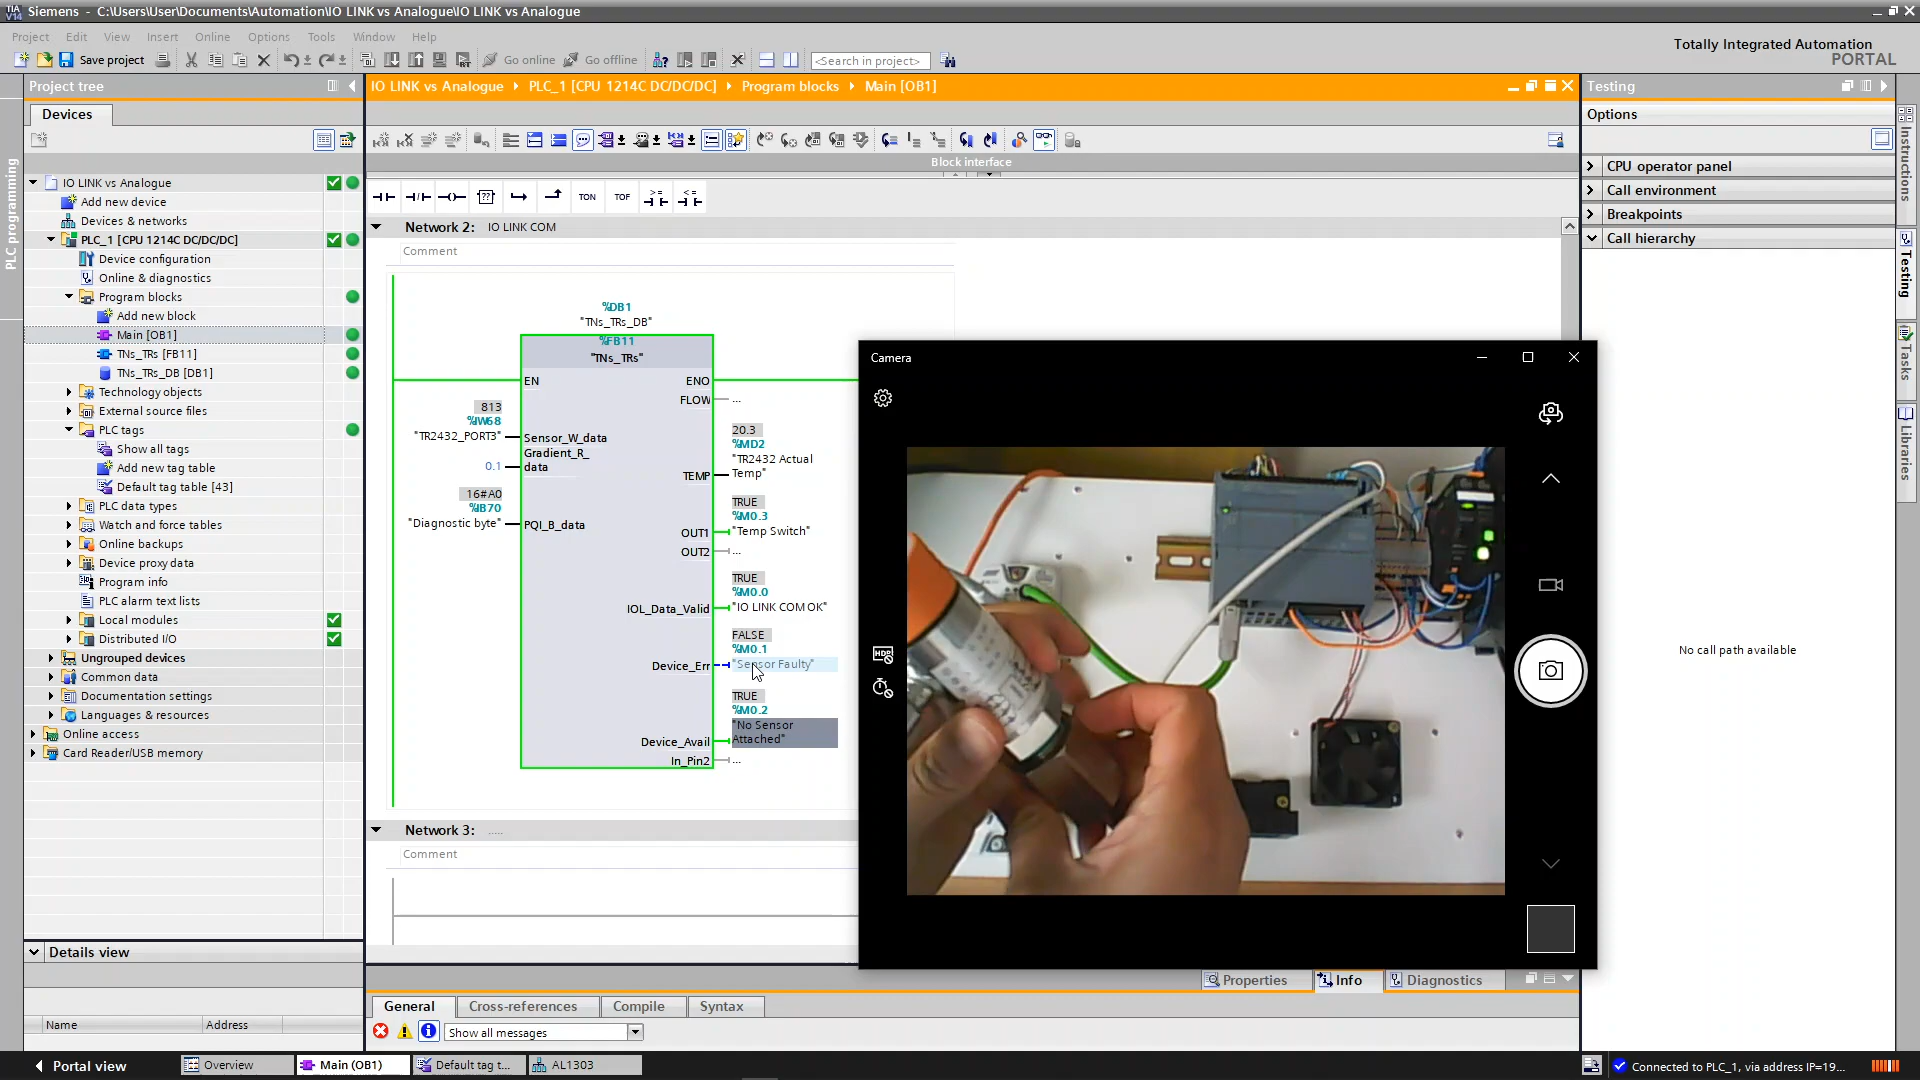 TIA
V14
Siemens - C:\Users\User\Documents\Automation\IO LINK vs Analogue\IO LINK vs Analogue
Project Edit View Insert Online Options Tools Window Help
Save project Go online Go offline <Search in project>
Totally Integrated Automation
PORTAL
Project tree
Devices
PLC programming
IO LINK vs Analogue
Add new device
Devices & networks
PLC_1 [CPU 1214C DC/DC/DC]
Device configuration
Online & diagnostics
Program blocks
Add new block
Main [OB1]
TNs_TRs [FB11]
TNs_TRs_DB [DB1]
Technology objects
External source files
PLC tags
Show all tags
Add new tag table
Default tag table [43]
PLC data types
Watch and force tables
Online backups
Device proxy data
Program info
PLC alarm text lists
Local modules
Distributed I/O
Ungrouped devices
Common data
Documentation settings
Languages & resources
Online access
Card Reader/USB memory
Details view
Name Address
IO LINK vs Analogue PLC_1 [CPU 1214C DC/DC/DC] Program blocks Main [OB1]
Block interface
TON TOF
Network 2: IO LINK COM
Comment
%DB1
"TNs_TRs_DB"
%FB11
"TNs_TRs"
EN ENO
FLOW ...
813
%IW68
"TR2432_PORT3" Sensor_W_data
Gradient_R_
0.1 data
16#A0
%IB70
"Diagnostic byte" PQI_B_data
20.3
%MD2
"TR2432 Actual
TEMP Temp"
TRUE
%M0.3
OUT1 "Temp Switch"
OUT2 ...
TRUE
%M0.0
IOL_Data_Valid "IO LINK COM OK"
FALSE
%M0.1
Device_Err "Sensor Faulty"
TRUE
%M0.2
"No Sensor
Device_Avail Attached"
In_Pin2 ...
Network 3: .....
Comment
Camera
HDR
Properties Info Diagnostics
General Cross-references Compile Syntax
Show all messages
Testing
Options
CPU operator panel
Call environment
Breakpoints
Call hierarchy
No call path available
Instructions
Testing
Tasks
Libraries
Portal view Overview Main (OB1) Default tag t... AL1303
Connected to PLC_1, via address IP=19...